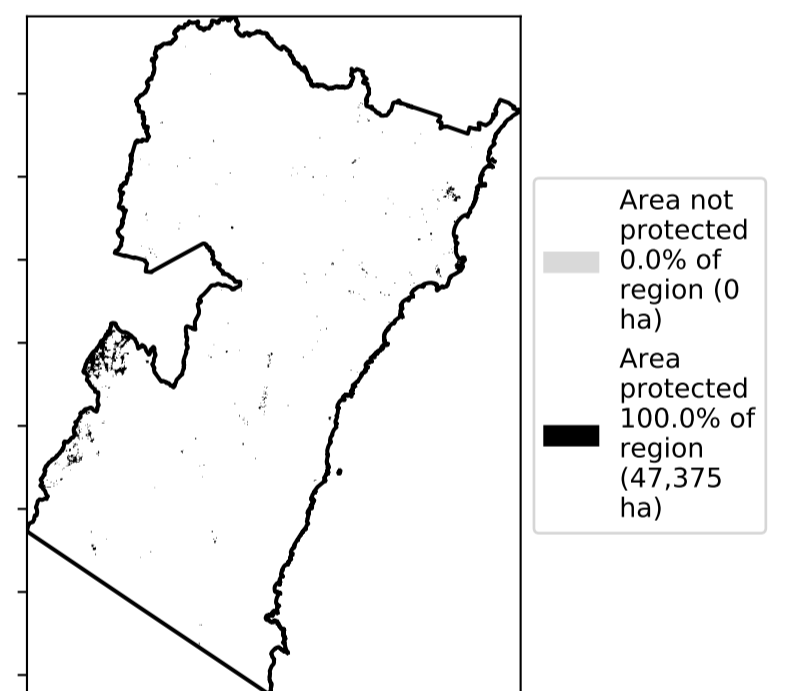 Area not
protected
0.0% of
region (0
ha)
Area
protected
100.0% of
region
(47,375
ha)